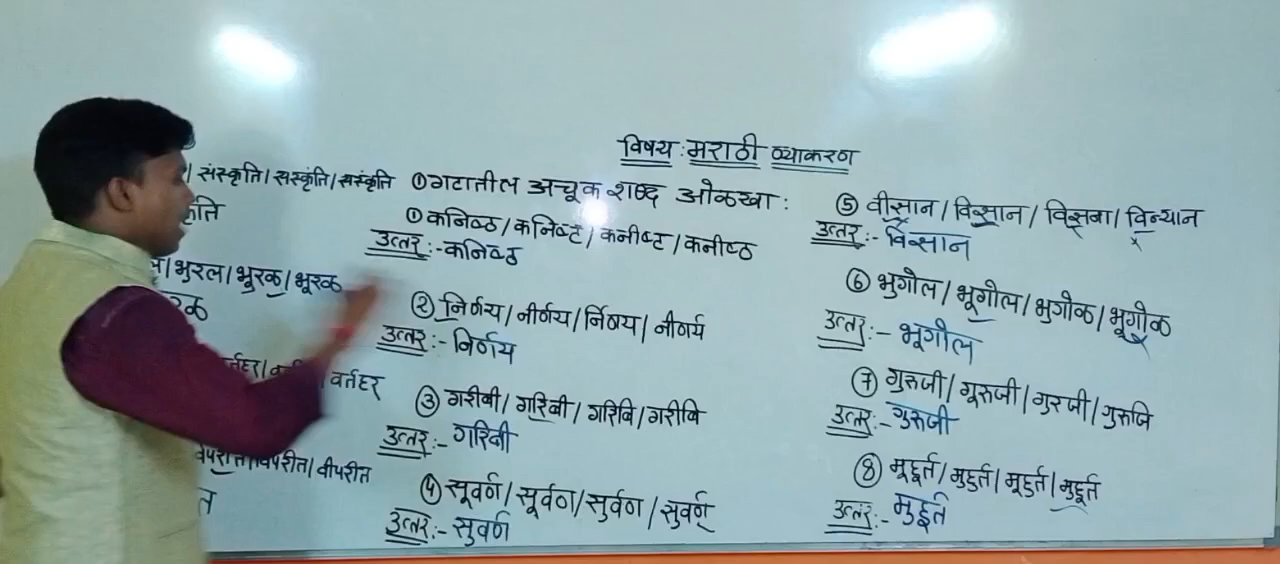 विषय : मराठी व्याकरण
संस्कृति / सस्कृंति / ससंकृति
भुरल / भुरळ / भूरळ
वर्तहर
विपरीत / वीपरीत
① गटातील अचूक शब्द ओळखा :
① कनिष्ठ / कनिष्ट / कनीष्ट / कनीष्ठ
उत्तर :- कनिष्ठ
② निर्णय / नीर्णय / र्निणय / नीणर्य
उत्तर :- निर्णय
③ गरीबी / गरिबी / गरिबि / गरीबि
उत्तर :- गरिबी
④ सूवर्ण / सूर्वण / सुर्वण / सुवर्ण
उत्तर :- सुवर्ण
⑤ विन्यान
उत्तर :-
⑥ भुगोल / भूगोल / भुगोळ / भूगोळ
उत्तर :- भूगोल
⑦ गुरुजी / गूरूजी / गुरजी / गुरुजि
उत्तर :- गुरुजी
⑧ मूहूर्त / मुहुर्त / मूहुर्त / मुहूर्त
उत्तर :- मुहूर्त